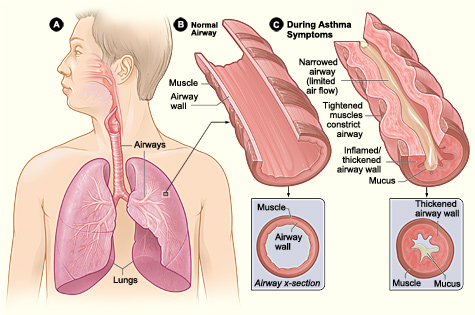 A
Airways
Lungs
B Normal
Airway
Muscle
Airway
wall
Muscle
Airway
wall
Airway x-section
C During Asthma
Symptoms
Narrowed
airway
(limited
air flow)
Tightened
muscles
constrict
airway
Inflamed/
thickened
airway wall
Mucus
Thickened
airway wall
Muscle
Mucus